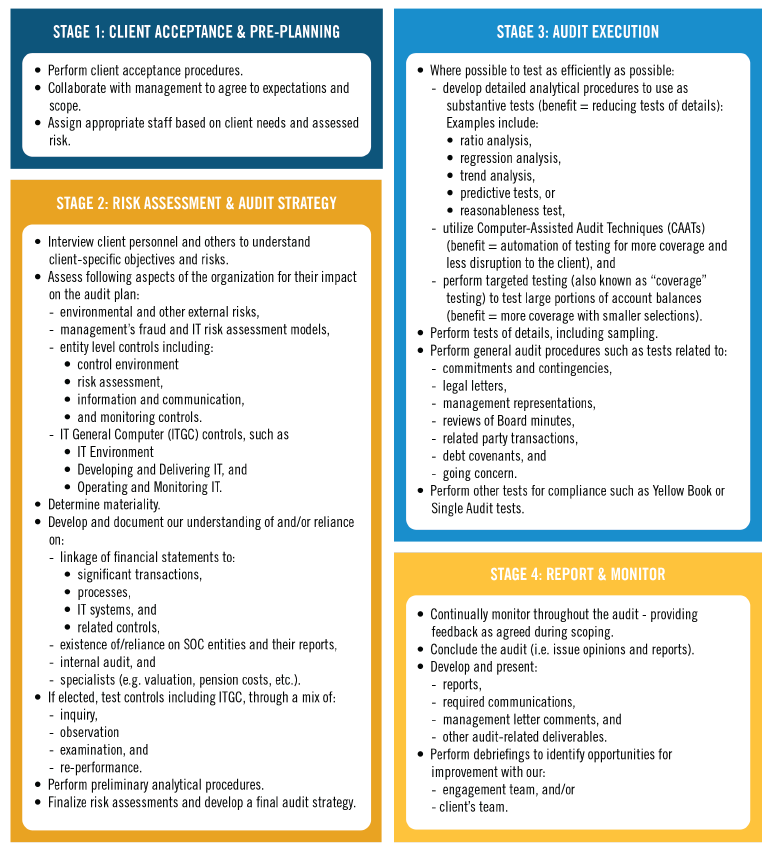 STAGE 1: CLIENT ACCEPTANCE & PRE-PLANNING
• Perform client acceptance procedures.
• Collaborate with management to agree to expectations and
scope.
• Assign appropriate staff based on client needs and assessed
risk.
STAGE 2: RISK ASSESSMENT & AUDIT STRATEGY
• Interview client personnel and others to understand
client-specific objectives and risks.
• Assess following aspects of the organization for their impact
on the audit plan:
- environmental and other external risks,
- management's fraud and IT risk assessment models,
- entity level controls including:
• control environment
• risk assessment,
• information and communication,
• and monitoring controls.
- IT General Computer (ITGC) controls, such as
• IT Environment
• Developing and Delivering IT, and
• Operating and Monitoring IT.
• Determine materiality.
• Develop and document our understanding of and/or reliance
on:
- linkage of financial statements to:
• significant transactions,
• processes,
• IT systems, and
• related controls,
- existence of/reliance on SOC entities and their reports,
- internal audit, and
- specialists (e.g. valuation, pension costs, etc.).
• If elected, test controls including ITGC, through a mix of:
- inquiry,
- observation
- examination, and
- re-performance.
• Perform preliminary analytical procedures.
• Finalize risk assessments and develop a final audit strategy.
STAGE 3: AUDIT EXECUTION
• Where possible to test as efficiently as possible:
- develop detailed analytical procedures to use as
substantive tests (benefit = reducing tests of details):
Examples include:
• ratio analysis,
• regression analysis,
• trend analysis,
• predictive tests, or
• reasonableness test,
- utilize Computer-Assisted Audit Techniques (CAATs)
(benefit = automation of testing for more coverage and
less disruption to the client), and
- perform targeted testing (also known as “coverage”
testing) to test large portions of account balances
(benefit = more coverage with smaller selections).
• Perform tests of details, including sampling.
• Perform general audit procedures such as tests related to:
- commitments and contingencies,
- legal letters,
- management representations,
- reviews of Board minutes,
- related party transactions,
- debt covenants, and
- going concern.
• Perform other tests for compliance such as Yellow Book or
Single Audit tests.
STAGE 4: REPORT & MONITOR
• Continually monitor throughout the audit - providing
feedback as agreed during scoping.
• Conclude the audit (i.e. issue opinions and reports).
• Develop and present:
- reports,
- required communications,
- management letter comments, and
- other audit-related deliverables.
• Perform debriefings to identify opportunities for
improvement with our:
- engagement team, and/or
- client's team.